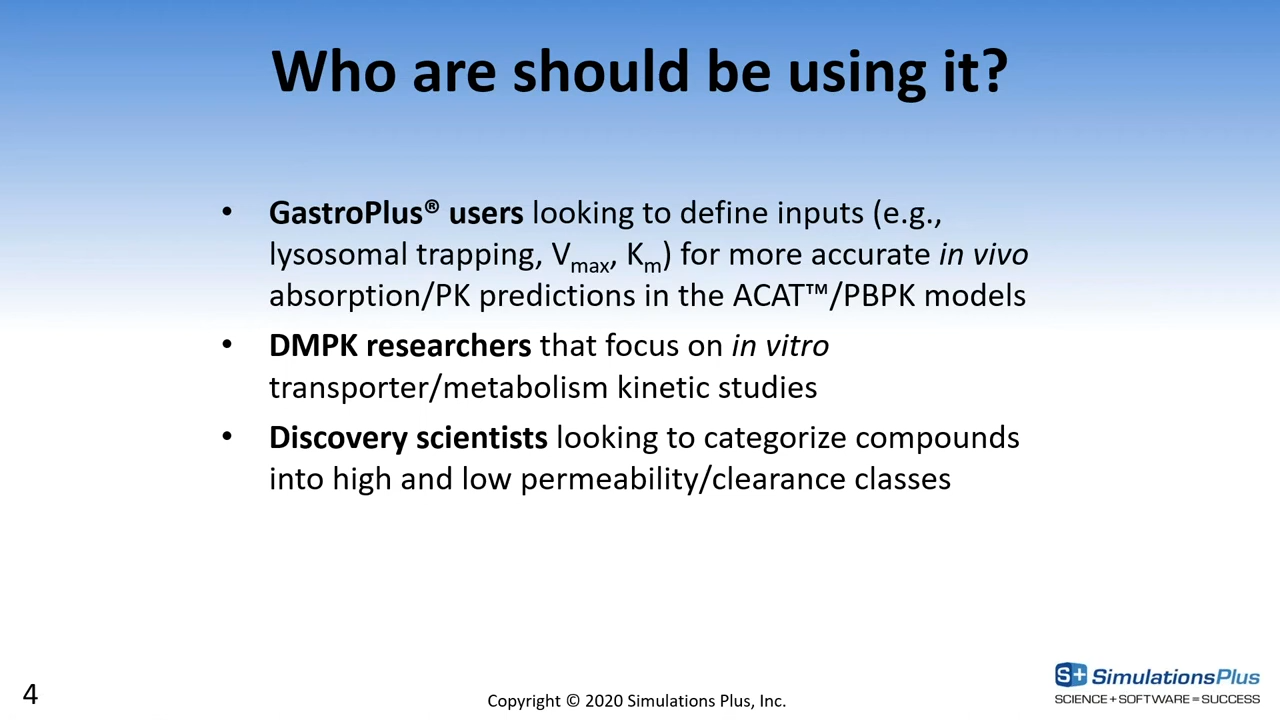 Who are should be using it?
• GastroPlus® users looking to define inputs (e.g.,
lysosomal trapping, Vmax, Km) for more accurate in vivo
absorption/PK predictions in the ACAT™/PBPK models
• DMPK researchers that focus on in vitro
transporter/metabolism kinetic studies
• Discovery scientists looking to categorize compounds
into high and low permeability/clearance classes
4
Copyright © 2020 Simulations Plus, Inc.
S+ SimulationsPlus
SCIENCE + SOFTWARE = SUCCESS